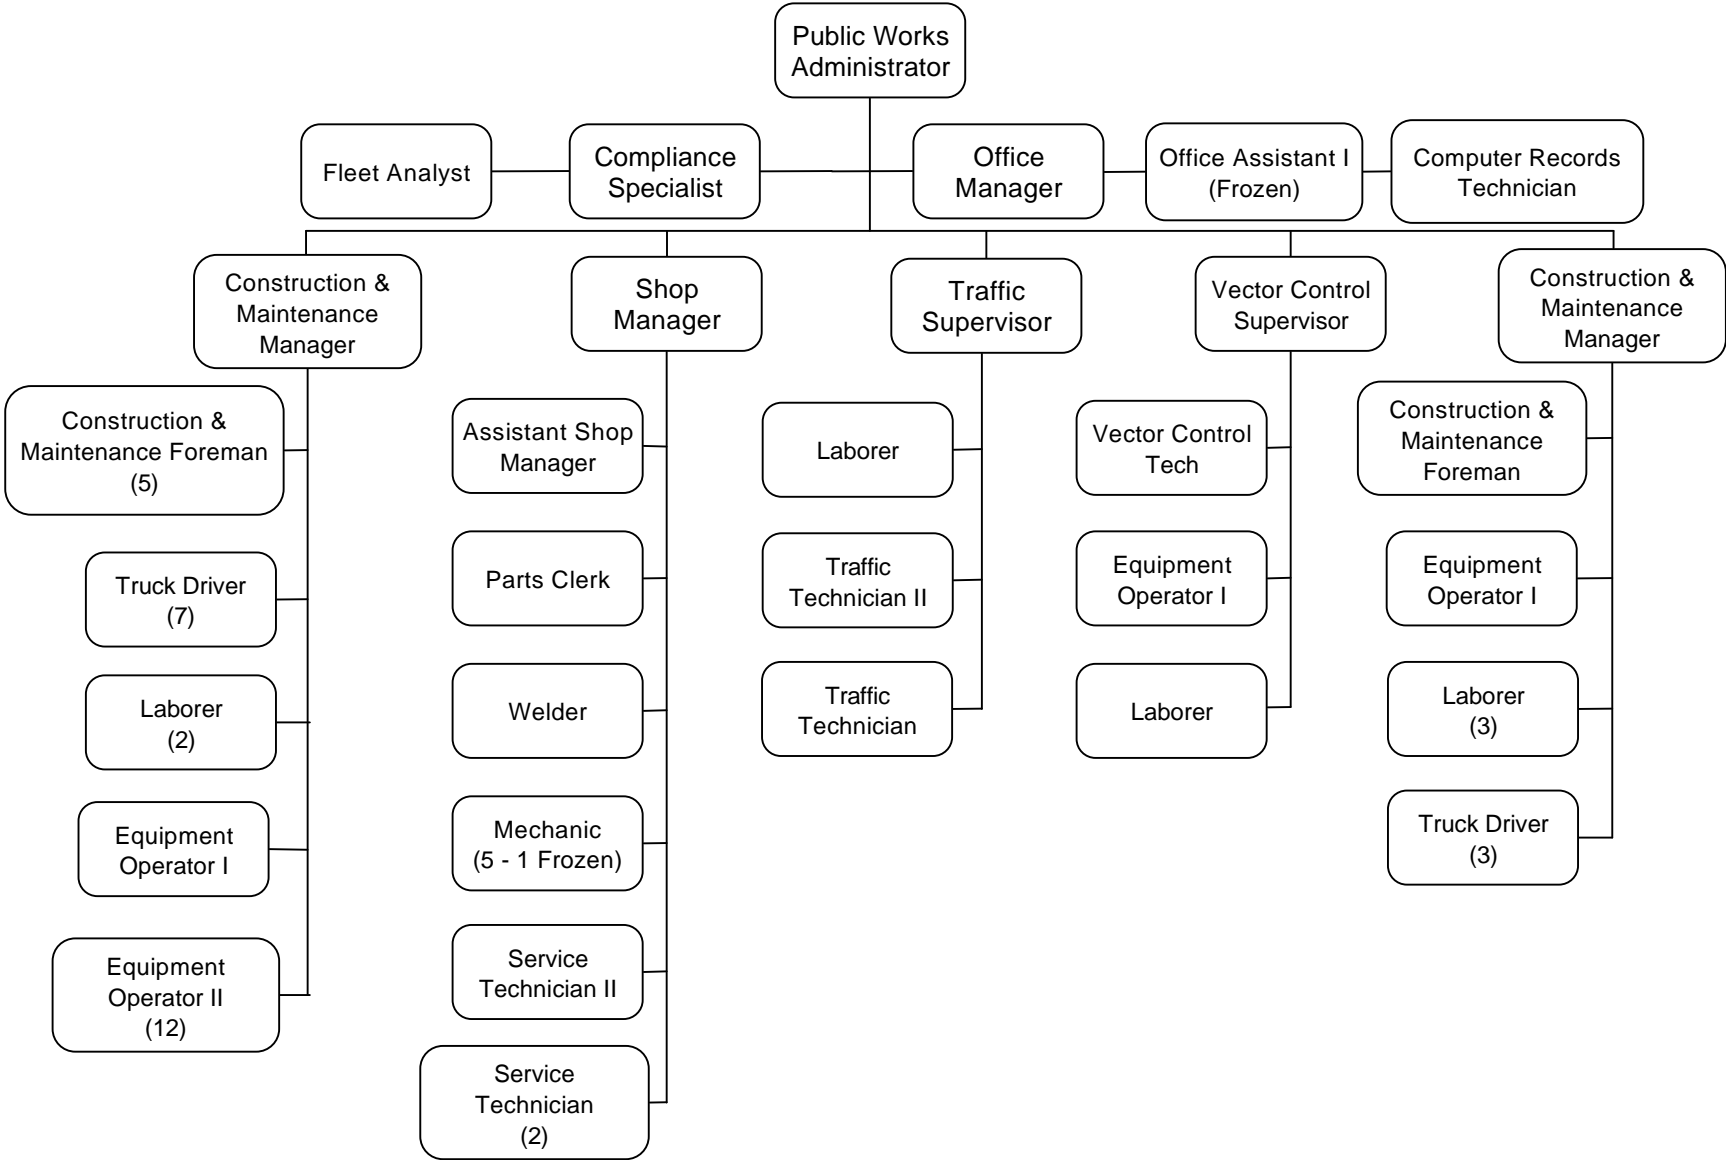 Public Works
Administrator
Fleet Analyst
Compliance
Specialist
Office
Manager
Office Assistant I
(Frozen)
Computer Records
Technician
Construction &
Maintenance
Manager
Shop
Manager
Traffic
Supervisor
Vector Control
Supervisor
Construction &
Maintenance
Manager
Construction &
Maintenance Foreman
(5)
Truck Driver
(7)
Laborer
(2)
Equipment
Operator I
Equipment
Operator II
(12)
Assistant Shop
Manager
Parts Clerk
Welder
Mechanic
(5 - 1 Frozen)
Service
Technician II
Service
Technician
(2)
Laborer
Traffic
Technician II
Traffic
Technician
Vector Control
Tech
Equipment
Operator I
Laborer
Construction &
Maintenance
Foreman
Equipment
Operator I
Laborer
(3)
Truck Driver
(3)